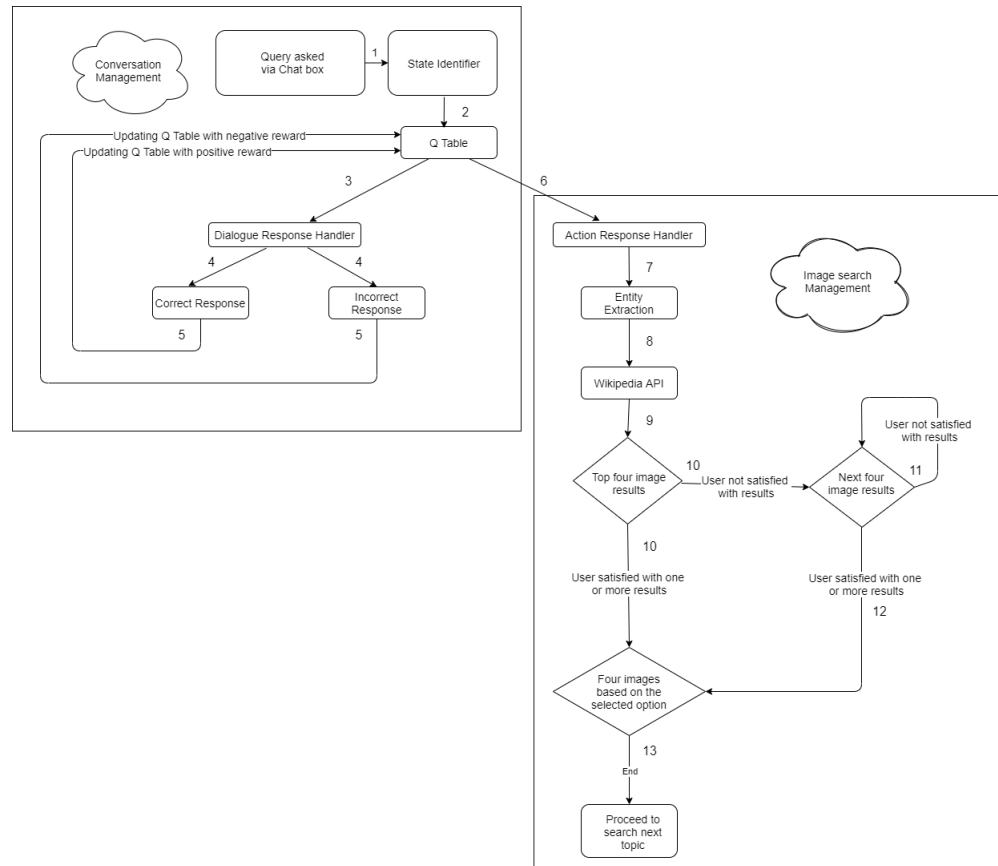 Conversation
Management
Query asked
via Chat box
1
State Identifier
2
Updating Q Table with negative reward
Q Table
Updating Q Table with positive reward
3
6
Dialogue Response Handler
4
4
Correct Response
Incorrect
Response
5
5
Action Response Handler
7
Image search
Management
Entity
Extraction
8
Wikipedia API
9
Top four image
results
10
User not satisfied
with results
Next four
image results
11
User not satisfied
with results
10
User satisfied with one
or more results
User satisfied with one
or more results
12
Four images
based on the
selected option
13
End
Proceed to
search next
topic